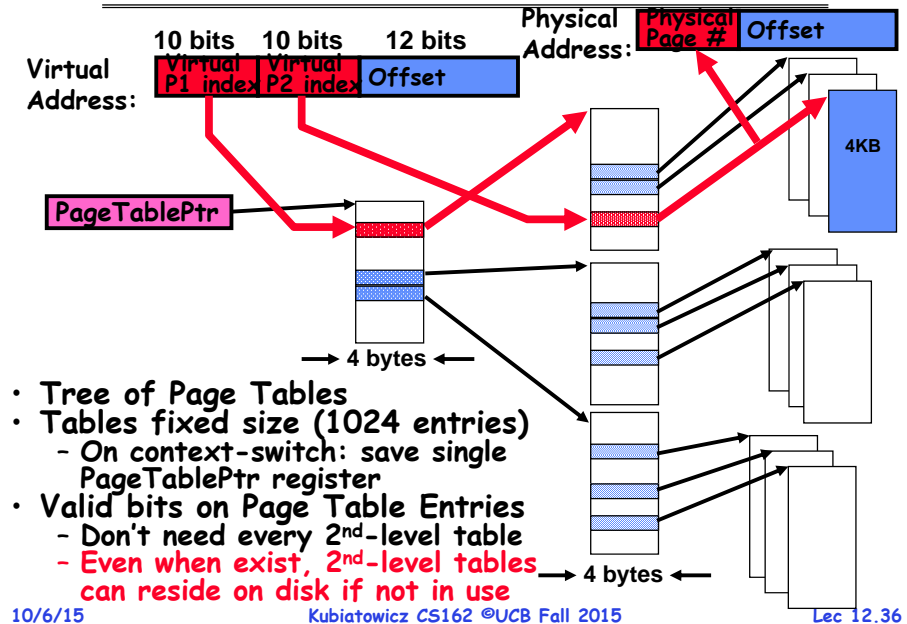 Physical
Address:
Physical
Page #
Offset
10 bits
10 bits
12 bits
Virtual
Address:
Virtual
P1 index
Virtual
P2 index
Offset
4KB
PageTablePtr
4 bytes
• Tree of Page Tables
• Tables fixed size (1024 entries)
– On context-switch: save single
PageTablePtr register
• Valid bits on Page Table Entries
– Don't need every 2nd-level table
– Even when exist, 2nd-level tables
can reside on disk if not in use
4 bytes
10/6/15
Kubiatowicz CS162 ©UCB Fall 2015
Lec 12.36